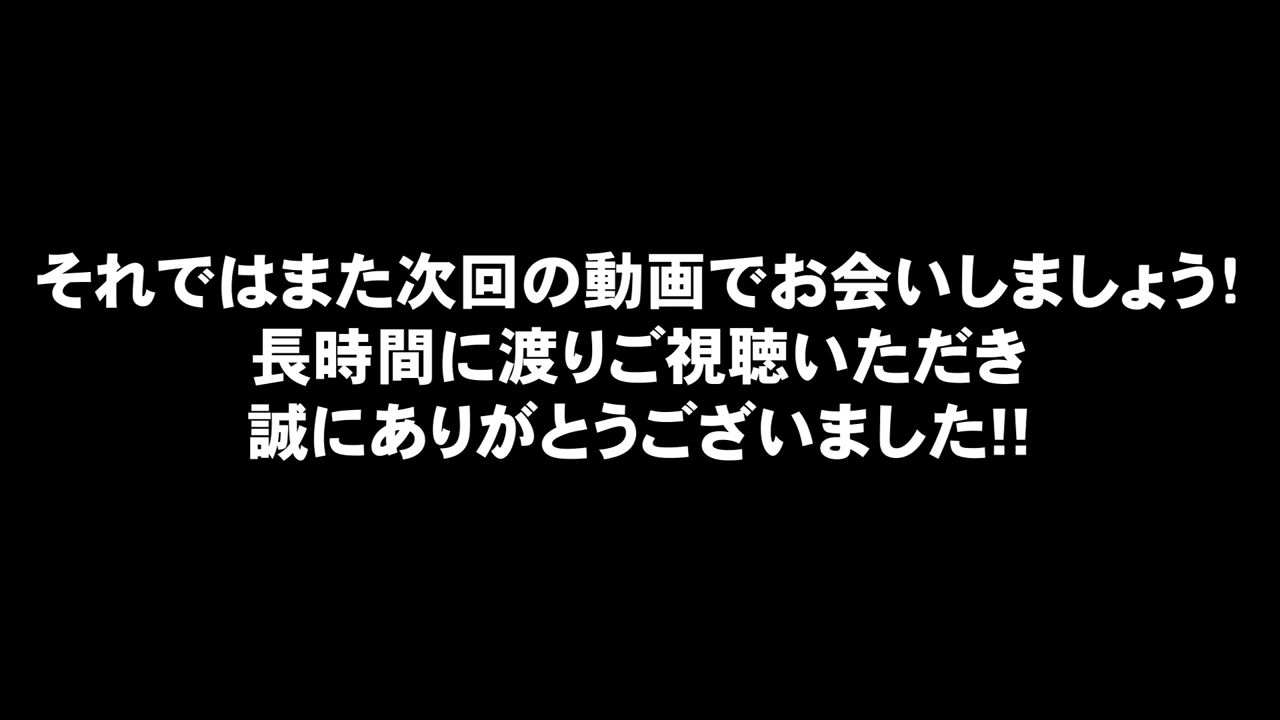 それではまた次回の動画でお会いしましょう!
長時間に渡りご視聴いただき
誠にありがとうございました!!